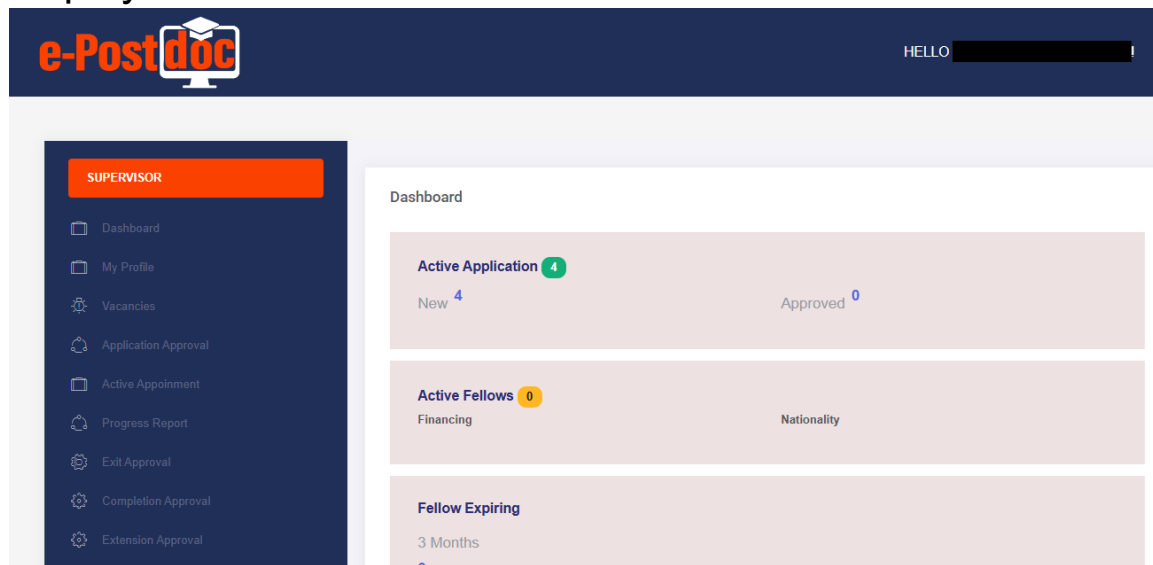 e-Postdoc
HELLO !
SUPERVISOR
Dashboard
My Profile
Vacancies
Application Approval
Active Appoinment
Progress Report
Exit Approval
Completion Approval
Extension Approval
Dashboard
Active Application 4
New 4 Approved 0
Active Fellows 0
Financing Nationality
Fellow Expiring
3 Months